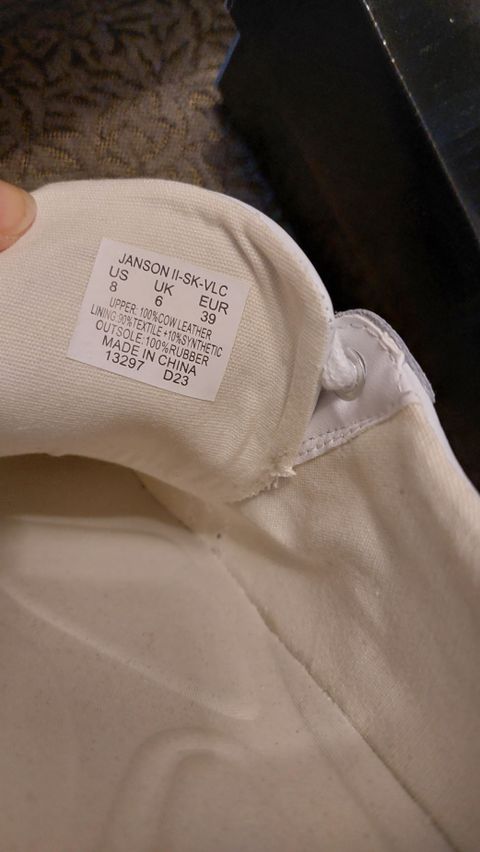 JANSON II-SK-VLC
US UK EUR
8 6 39
UPPER: 100%COW LEATHER
LINING 90%TEXTILE+10%SYNTHETIC
OUTSOLE: 100%RUBBER
MADE IN CHINA
13297 D23